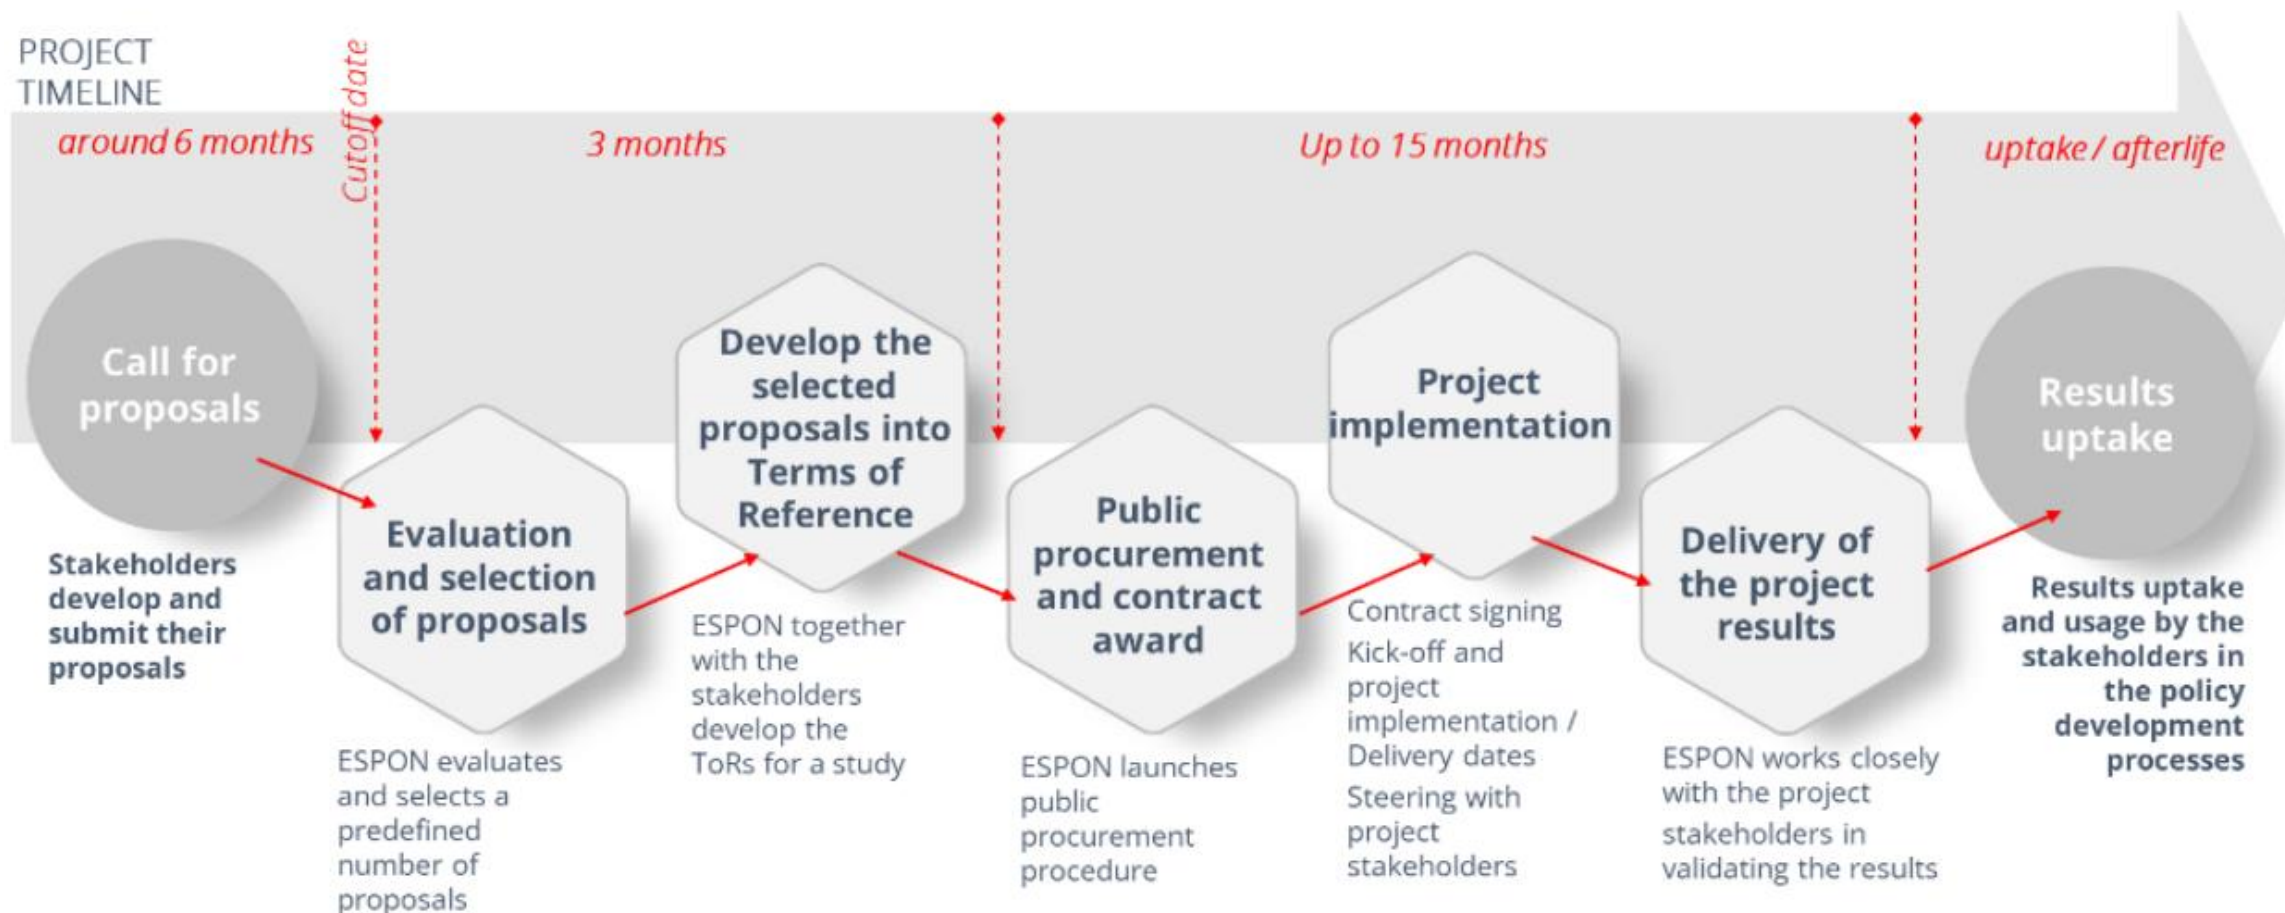 PROJECT
TIMELINE
Cutoff date
around 6 months
3 months
Up to 15 months
uptake / afterlife
Call for
proposals
Stakeholders
develop and
submit their
proposals
Evaluation
and selection
of proposals
ESPON evaluates
and selects a
predefined
number of
proposals
Develop the
selected
proposals into
Terms of
Reference
ESPON together
with the
stakeholders
develop the
ToRs for a study
Public
procurement
and contract
award
ESPON launches
public
procurement
procedure
Project
implementation
Contract signing
Kick-off and
project
implementation /
Delivery dates
Steering with
project
stakeholders
Delivery of
the project
results
ESPON works closely
with the project
stakeholders in
validating the results
Results
uptake
Results uptake
and usage by the
stakeholders in
the policy
development
processes